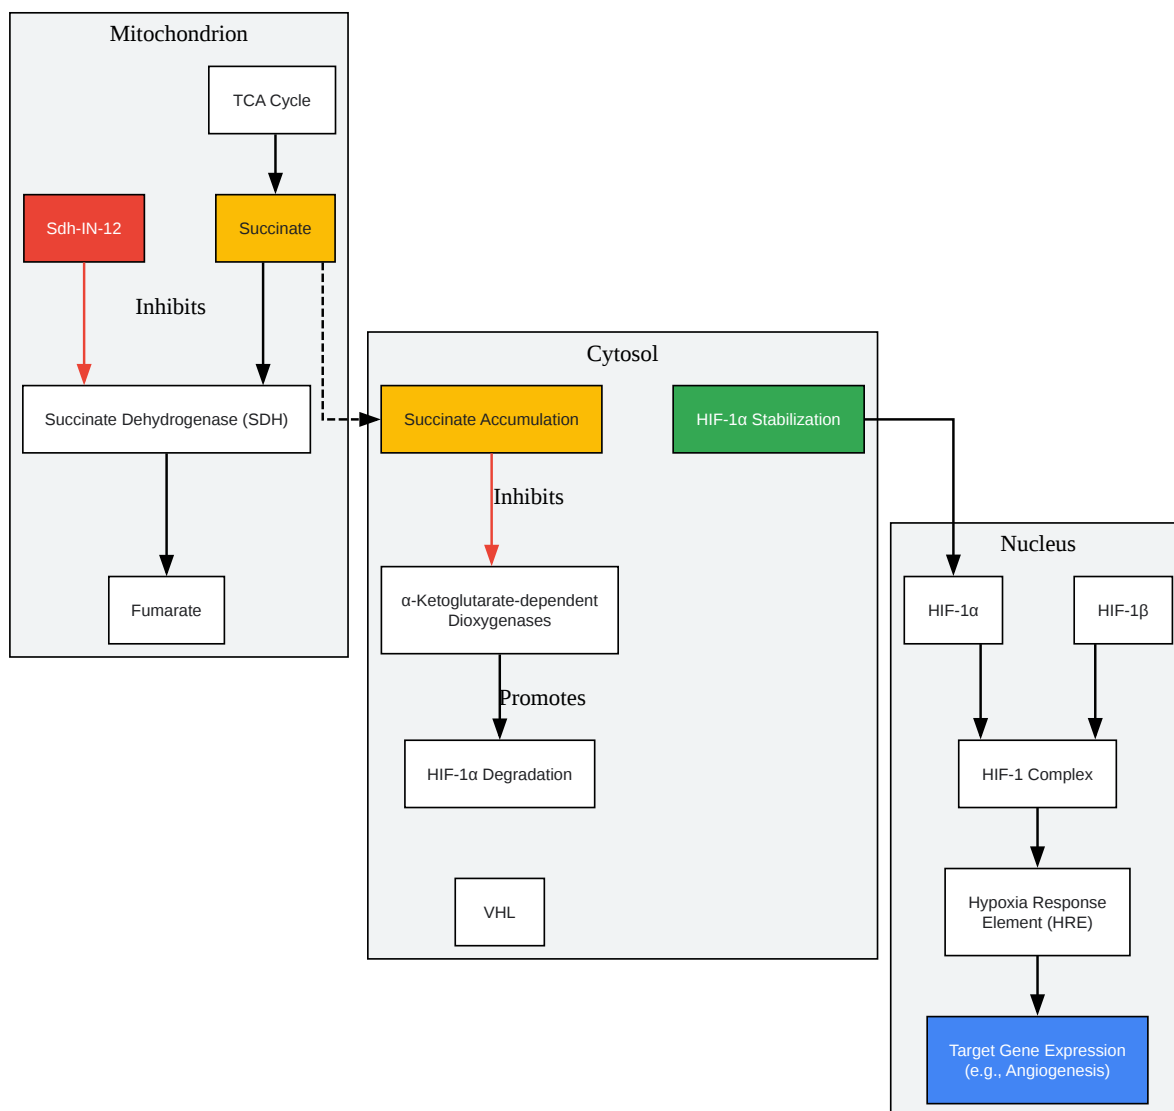 Mitochondrion
TCA Cycle
Sdh-IN-12
Succinate
Inhibits
Succinate Dehydrogenase (SDH)
Fumarate
Cytosol
Succinate Accumulation
HIF-1α Stabilization
Inhibits
α-Ketoglutarate-dependent
Dioxygenases
Promotes
HIF-1α Degradation
VHL
Nucleus
HIF-1α
HIF-1β
HIF-1 Complex
Hypoxia Response
Element (HRE)
Target Gene Expression
(e.g., Angiogenesis)